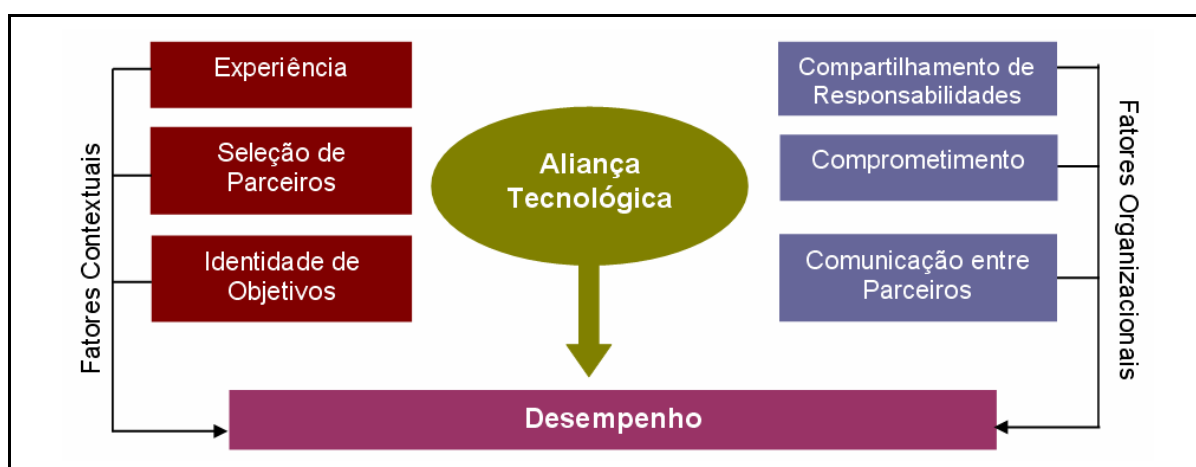 Fatores Contextuais
Experiência
Seleção de
Parceiros
Identidade de
Objetivos
Aliança
Tecnológica
Compartilhamento de
Responsabilidades
Comprometimento
Comunicação entre
Parceiros
Fatores Organizacionais
Desempenho